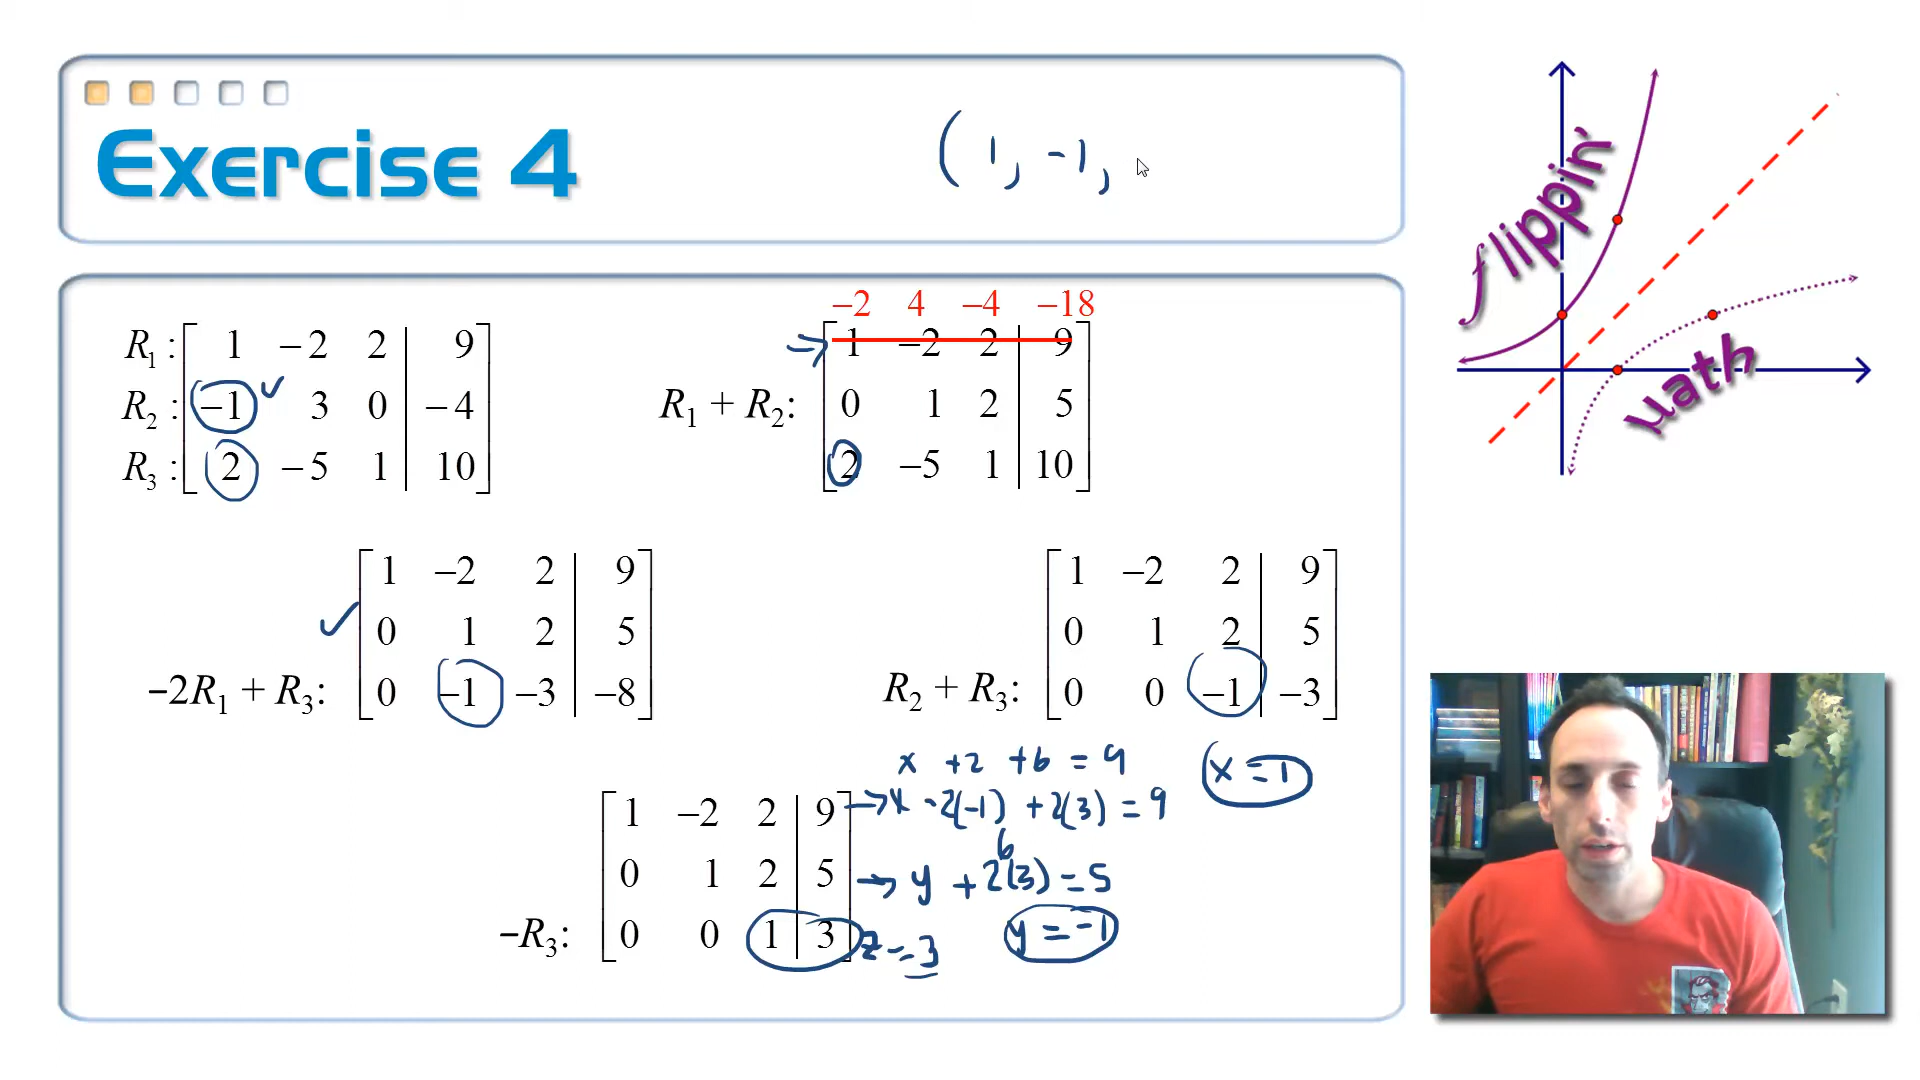 Exercise 4
(1, -1,
flippin'
math
−2 4 −4 −18
R1 : 1 −2 2 | 9
R2 : −1 ✓ 3 0 | −4
R3 : 2 −5 1 | 10
→ 1 −2 2 | 9
R1 + R2: 0 1 2 | 5
2 −5 1 | 10
1 −2 2 | 9
✓ 0 1 2 | 5
−2R1 + R3: 0 −1 −3 | −8
1 −2 2 | 9
0 1 2 | 5
R2 + R3: 0 0 −1 | −3
x +2 +6 = 9
x = 1
1 −2 2 | 9 → x -2(-1) +2(3) = 9
6
0 1 2 | 5 → y + 2(3) = 5
−R3: 0 0 1 | 3 z = 3
y = -1